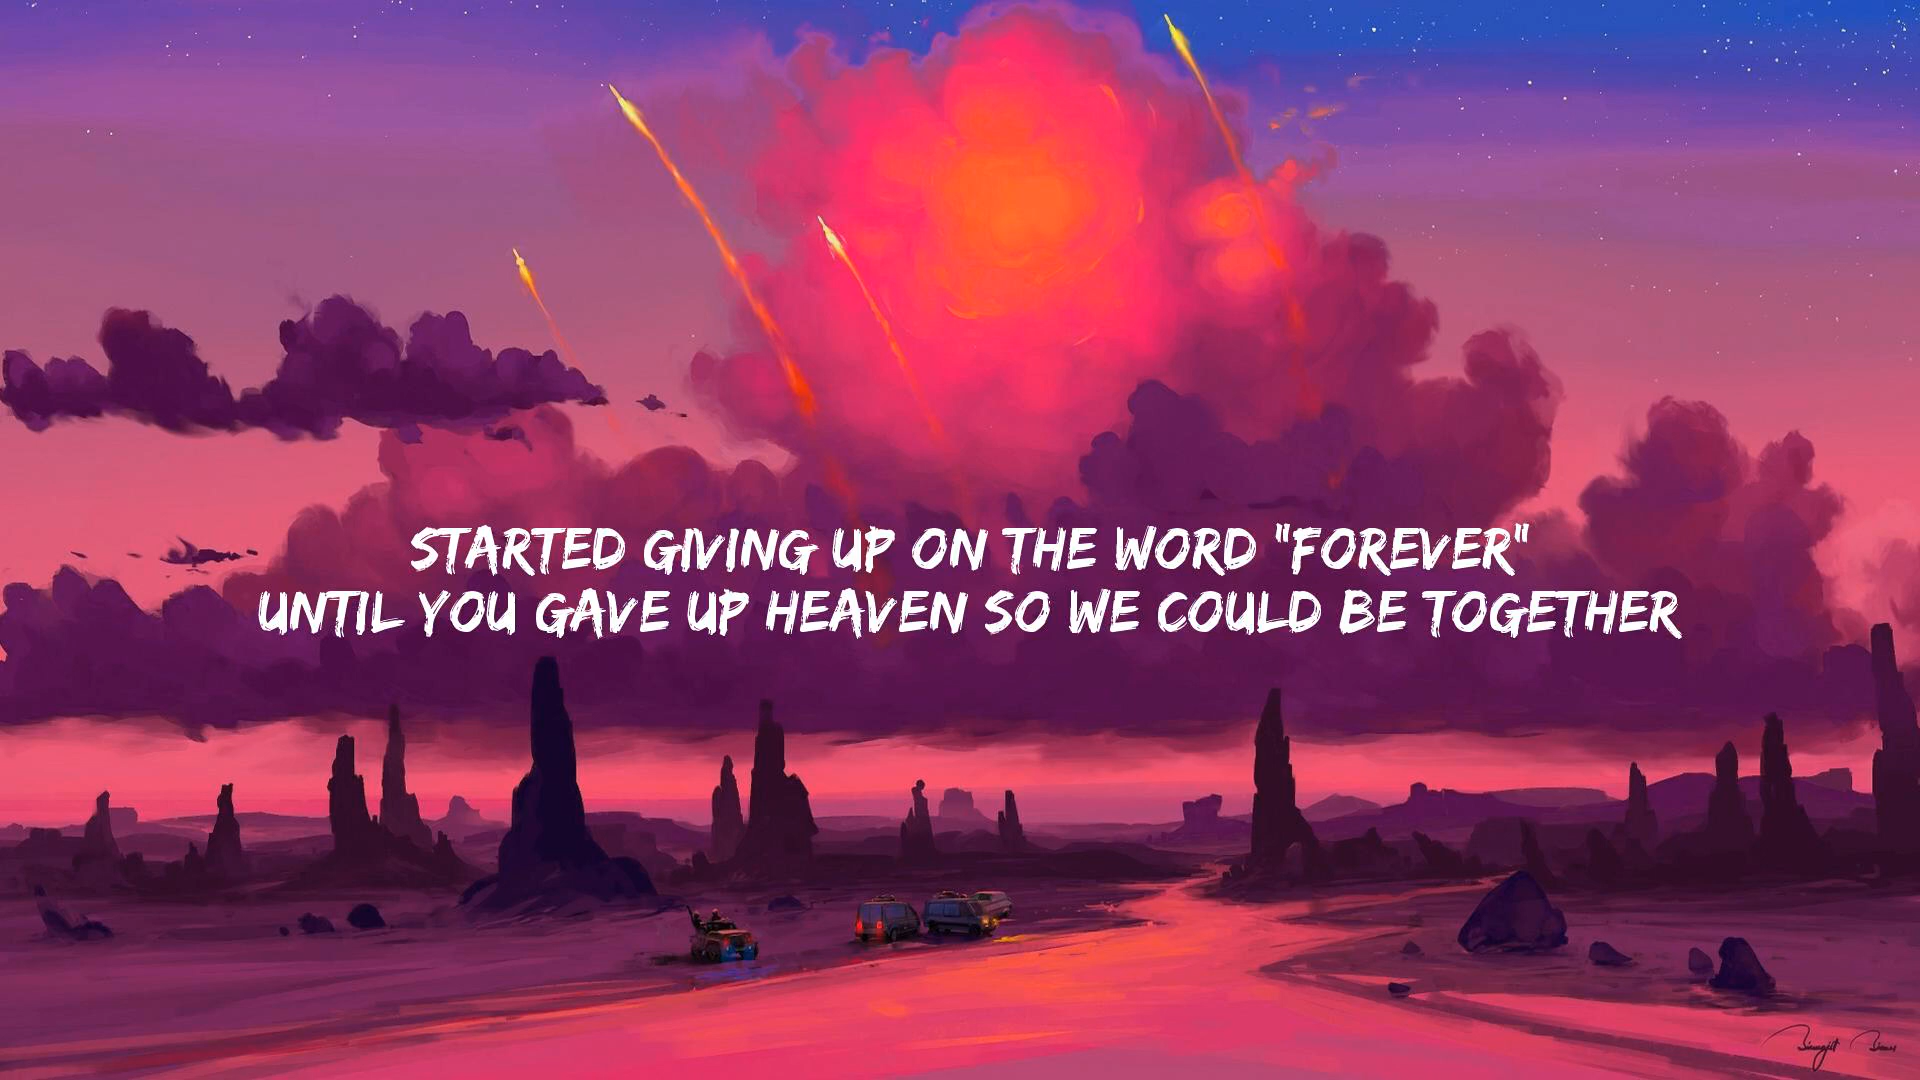 STARTED GIVING UP ON THE WORD "FOREVER"
UNTIL YOU GAVE UP HEAVEN SO WE COULD BE TOGETHER